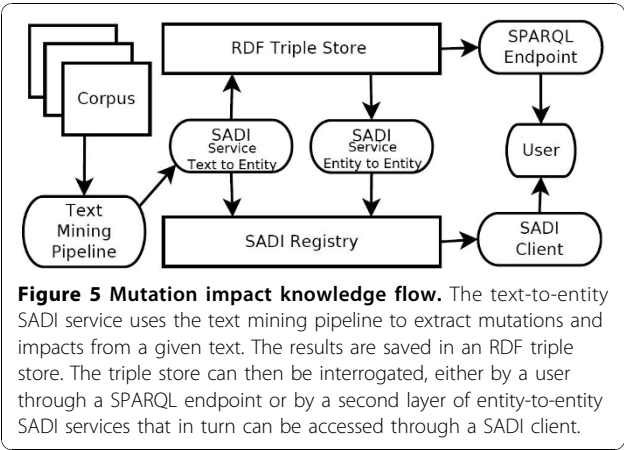 Corpus
Text
Mining
Pipeline
RDF Triple Store
SADI
Service
Text to Entity
SADI
Service
Entity to Entity
SADI Registry
SPARQL
Endpoint
User
SADI
Client
Figure 5 Mutation impact knowledge flow. The text-to-entity
SADI service uses the text mining pipeline to extract mutations and
impacts from a given text. The results are saved in an RDF triple
store. The triple store can then be interrogated, either by a user
through a SPARQL endpoint or by a second layer of entity-to-entity
SADI services that in turn can be accessed through a SADI client.